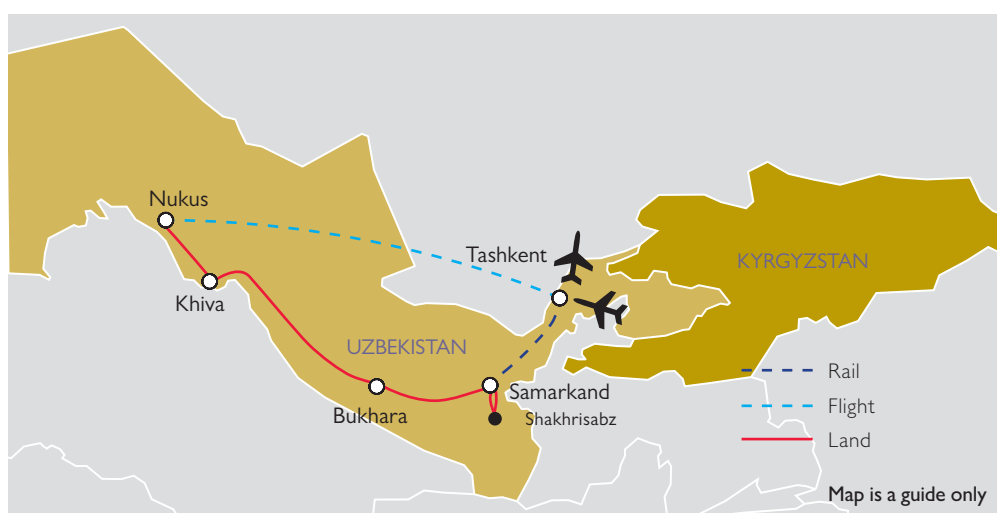 Nukus
Tashkent
KYRGYZSTAN
Khiva
UZBEKISTAN
Rail
Samarkand
Bukhara
Shakhrisabz
Flight
Land
Map is a guide only